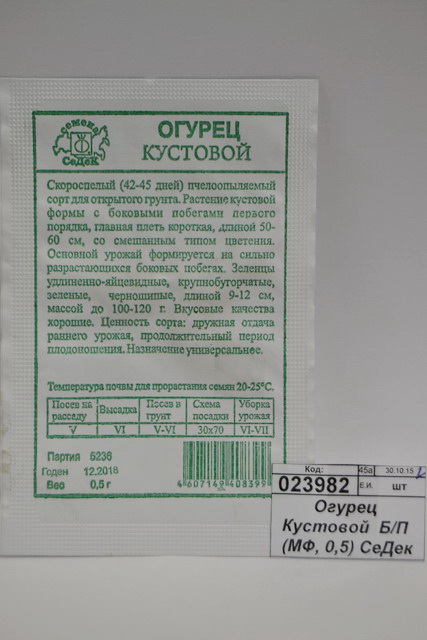 семена
СеДеК
ОГУРЕЦ
КУСТОВОЙ
Скороспелый (42-45 дней) пчелоопыляемый
сорт для открытого грунта. Растение кустовой
формы с боковыми побегами первого
порядка, главная плеть короткая, длиной 50-
60 см, со смешанным типом цветения.
Основной урожай формируется на сильно
разрастающихся боковых побегах. Зеленцы
удлиненно-яйцевидные, крупнобугорчатые,
зеленые, черношипые, длиной 9-12 см,
массой до 100-120 г. Вкусовые качества
хорошие. Ценность сорта: дружная отдача
раннего урожая, продолжительный период
плодоношения. Назначение универсальное.
Температура почвы для прорастания семян 20-25°С.
Посев на рассаду Высадка Посев в грунт Схема посадки Уборка урожая
V VI V-VI 30х70 VI-VII
Партия 6236
Годен 12.2018
Вес 0,5 г
4607149408399
Код: 45а 30.10.15
023982 Е.И. шт
Огурец
Кустовой Б/П
(МФ, 0,5) СеДек